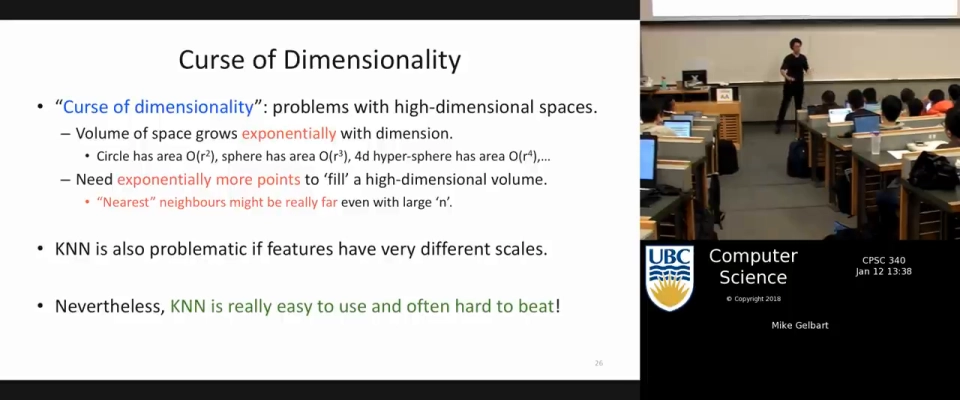 Curse of Dimensionality
• “Curse of dimensionality”: problems with high-dimensional spaces.
– Volume of space grows exponentially with dimension.
• Circle has area O(r²), sphere has area O(r³), 4d hyper-sphere has area O(r⁴),…
– Need exponentially more points to ‘fill’ a high-dimensional volume.
• “Nearest” neighbours might be really far even with large ‘n’.
• KNN is also problematic if features have very different scales.
• Nevertheless, KNN is really easy to use and often hard to beat!
26
UBC
Computer
Science
© Copyright 2018
CPSC 340
Jan 12 13:38
Mike Gelbart